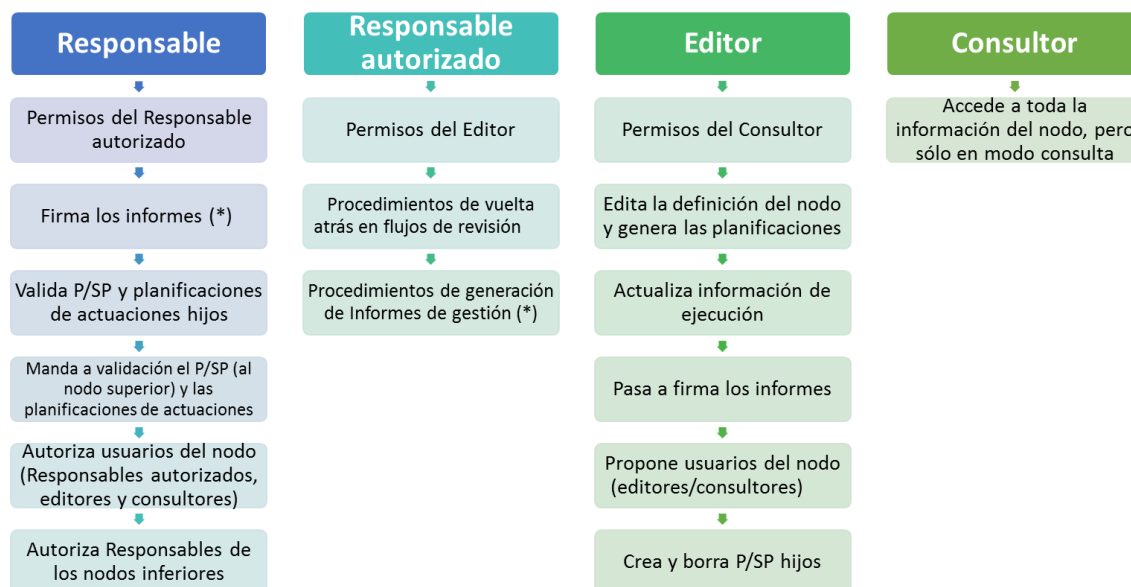 Responsable
Permisos del Responsable
autorizado
Firma los informes (*)
Valida P/SP y planificaciones
de actuaciones hijos
Manda a validación el P/SP (al
nodo superior) y las
planificaciones de actuaciones
Autoriza usuarios del nodo
(Responsables autorizados,
editores y consultores)
Autoriza Responsables de
los nodos inferiores
Responsable
autorizado
Permisos del Editor
Procedimientos de vuelta
atrás en flujos de revisión
Procedimientos de generación
de Informes de gestión (*)
Editor
Permisos del Consultor
Edita la definición del nodo
y genera las planificaciones
Actualiza información de
ejecución
Pasa a firma los informes
Propone usuarios del nodo
(editores/consultores)
Crea y borra P/SP hijos
Consultor
Accede a toda la
información del nodo, pero
sólo en modo consulta